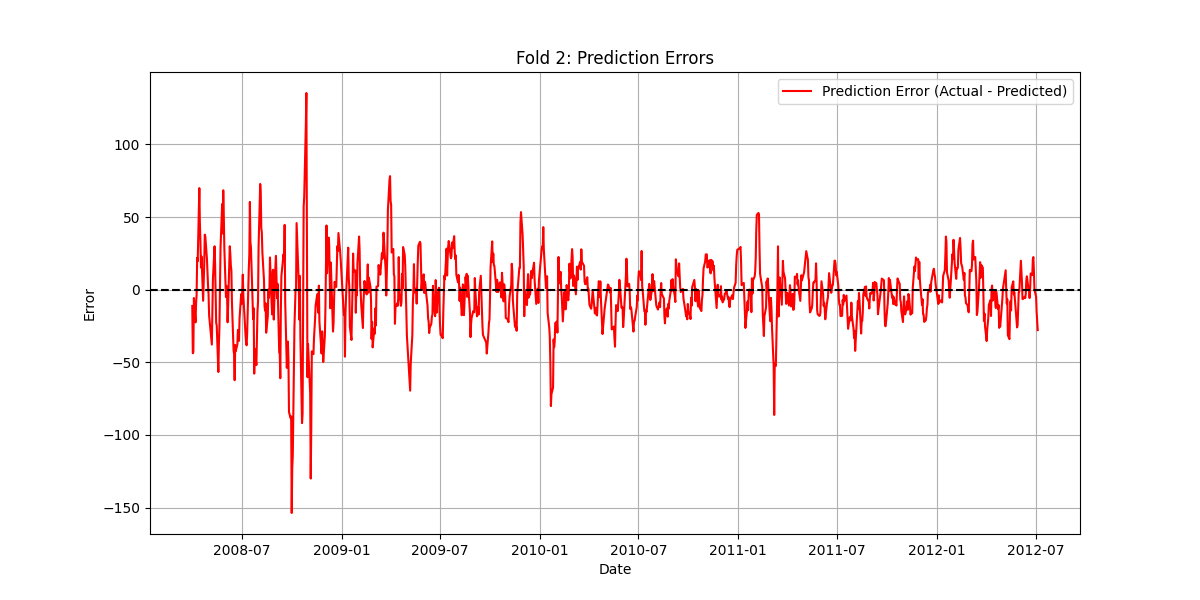 Fold 2: Prediction Errors
Prediction Error (Actual - Predicted)
100
50
0
−50
−100
−150
Error
2008-07 2009-01 2009-07 2010-01 2010-07 2011-01 2011-07 2012-01 2012-07
Date